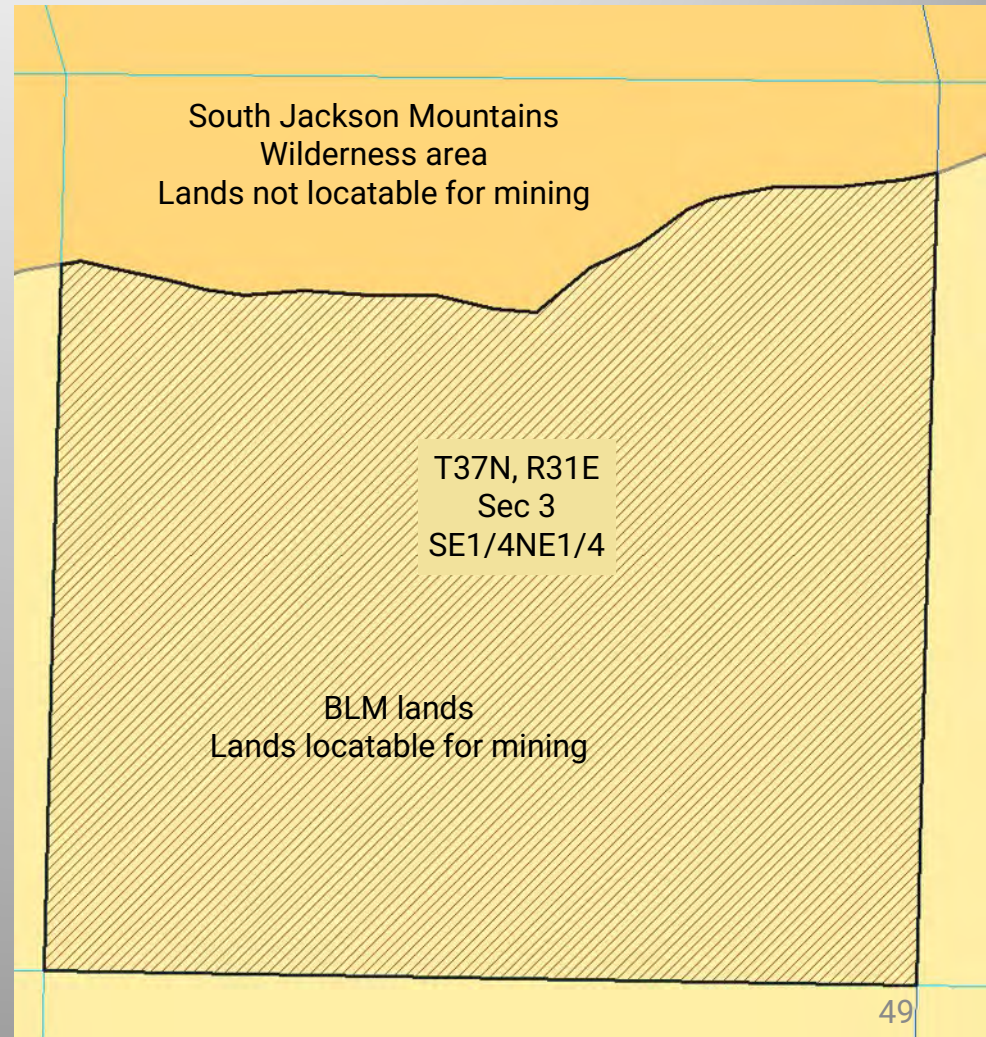 South Jackson Mountains
Wilderness area
Lands not locatable for mining
T37N, R31E
Sec 3
SE1/4NE1/4
BLM lands
Lands locatable for mining
49